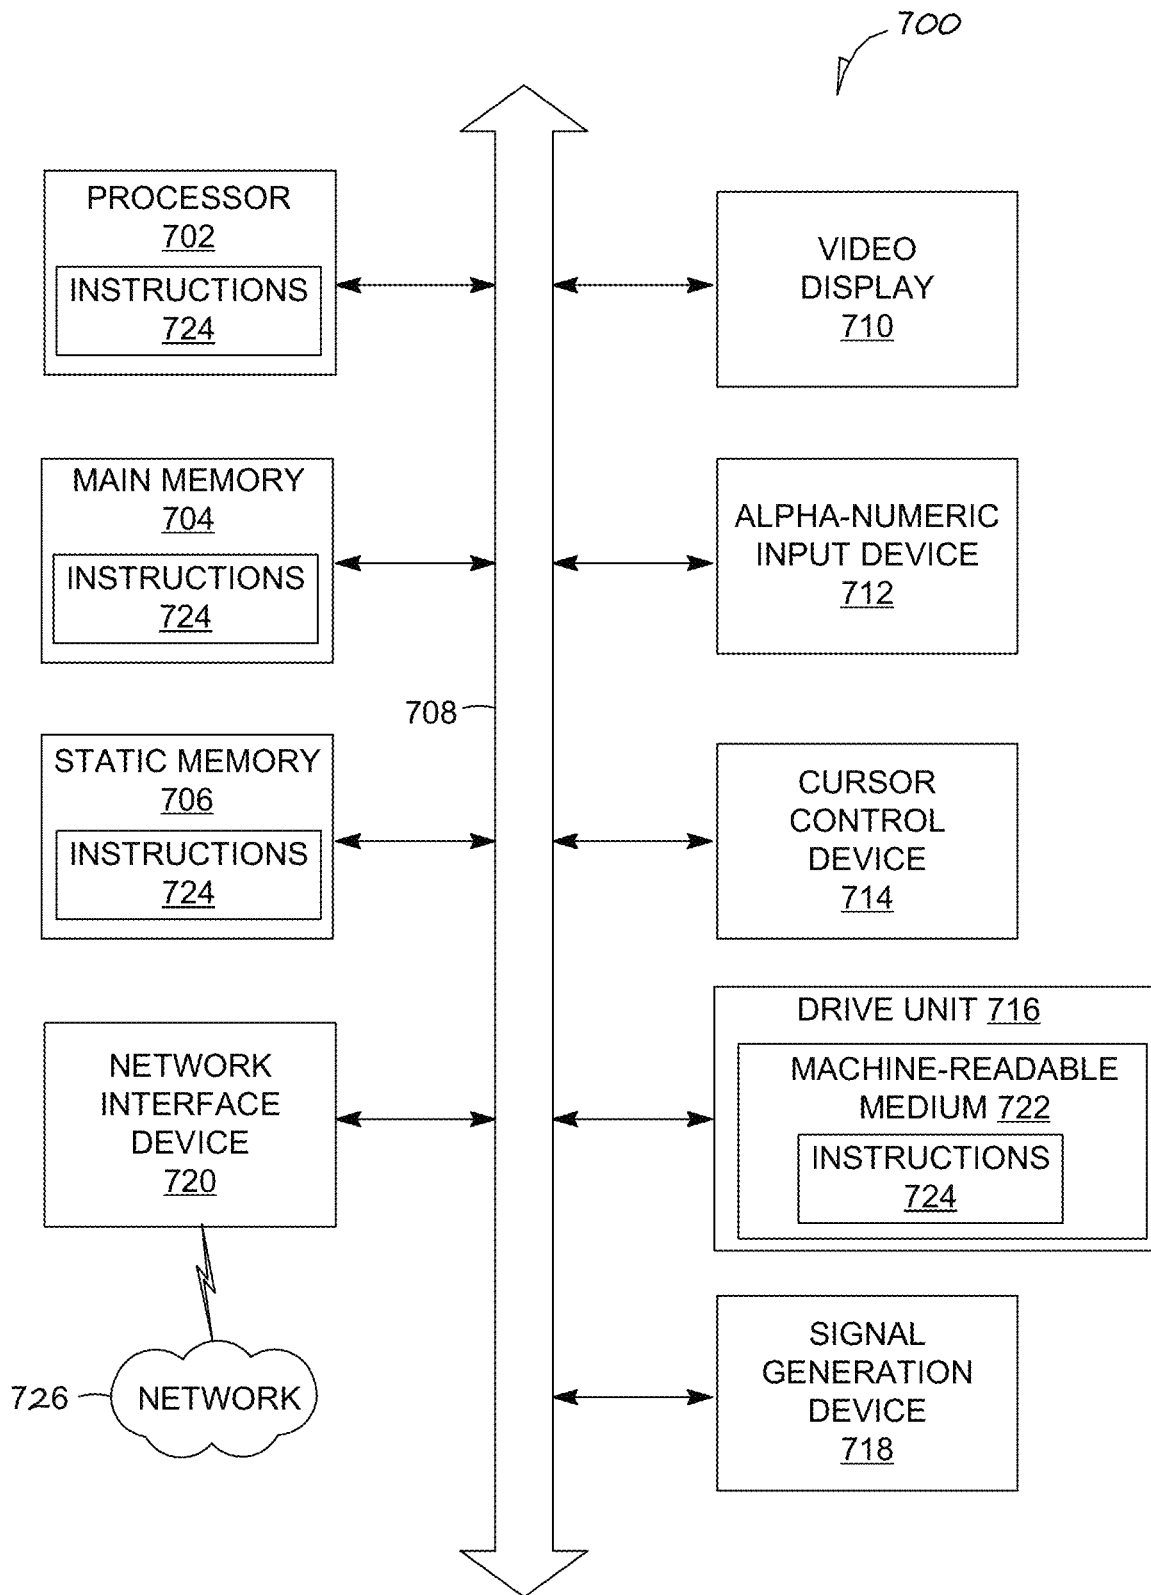 700
PROCESSOR
702
INSTRUCTIONS
724
VIDEO
DISPLAY
710
MAIN MEMORY
704
INSTRUCTIONS
724
ALPHA-NUMERIC
INPUT DEVICE
712
708
STATIC MEMORY
706
INSTRUCTIONS
724
CURSOR
CONTROL
DEVICE
714
NETWORK
INTERFACE
DEVICE
720
DRIVE UNIT 716
MACHINE-READABLE
MEDIUM 722
INSTRUCTIONS
724
726
NETWORK
SIGNAL
GENERATION
DEVICE
718